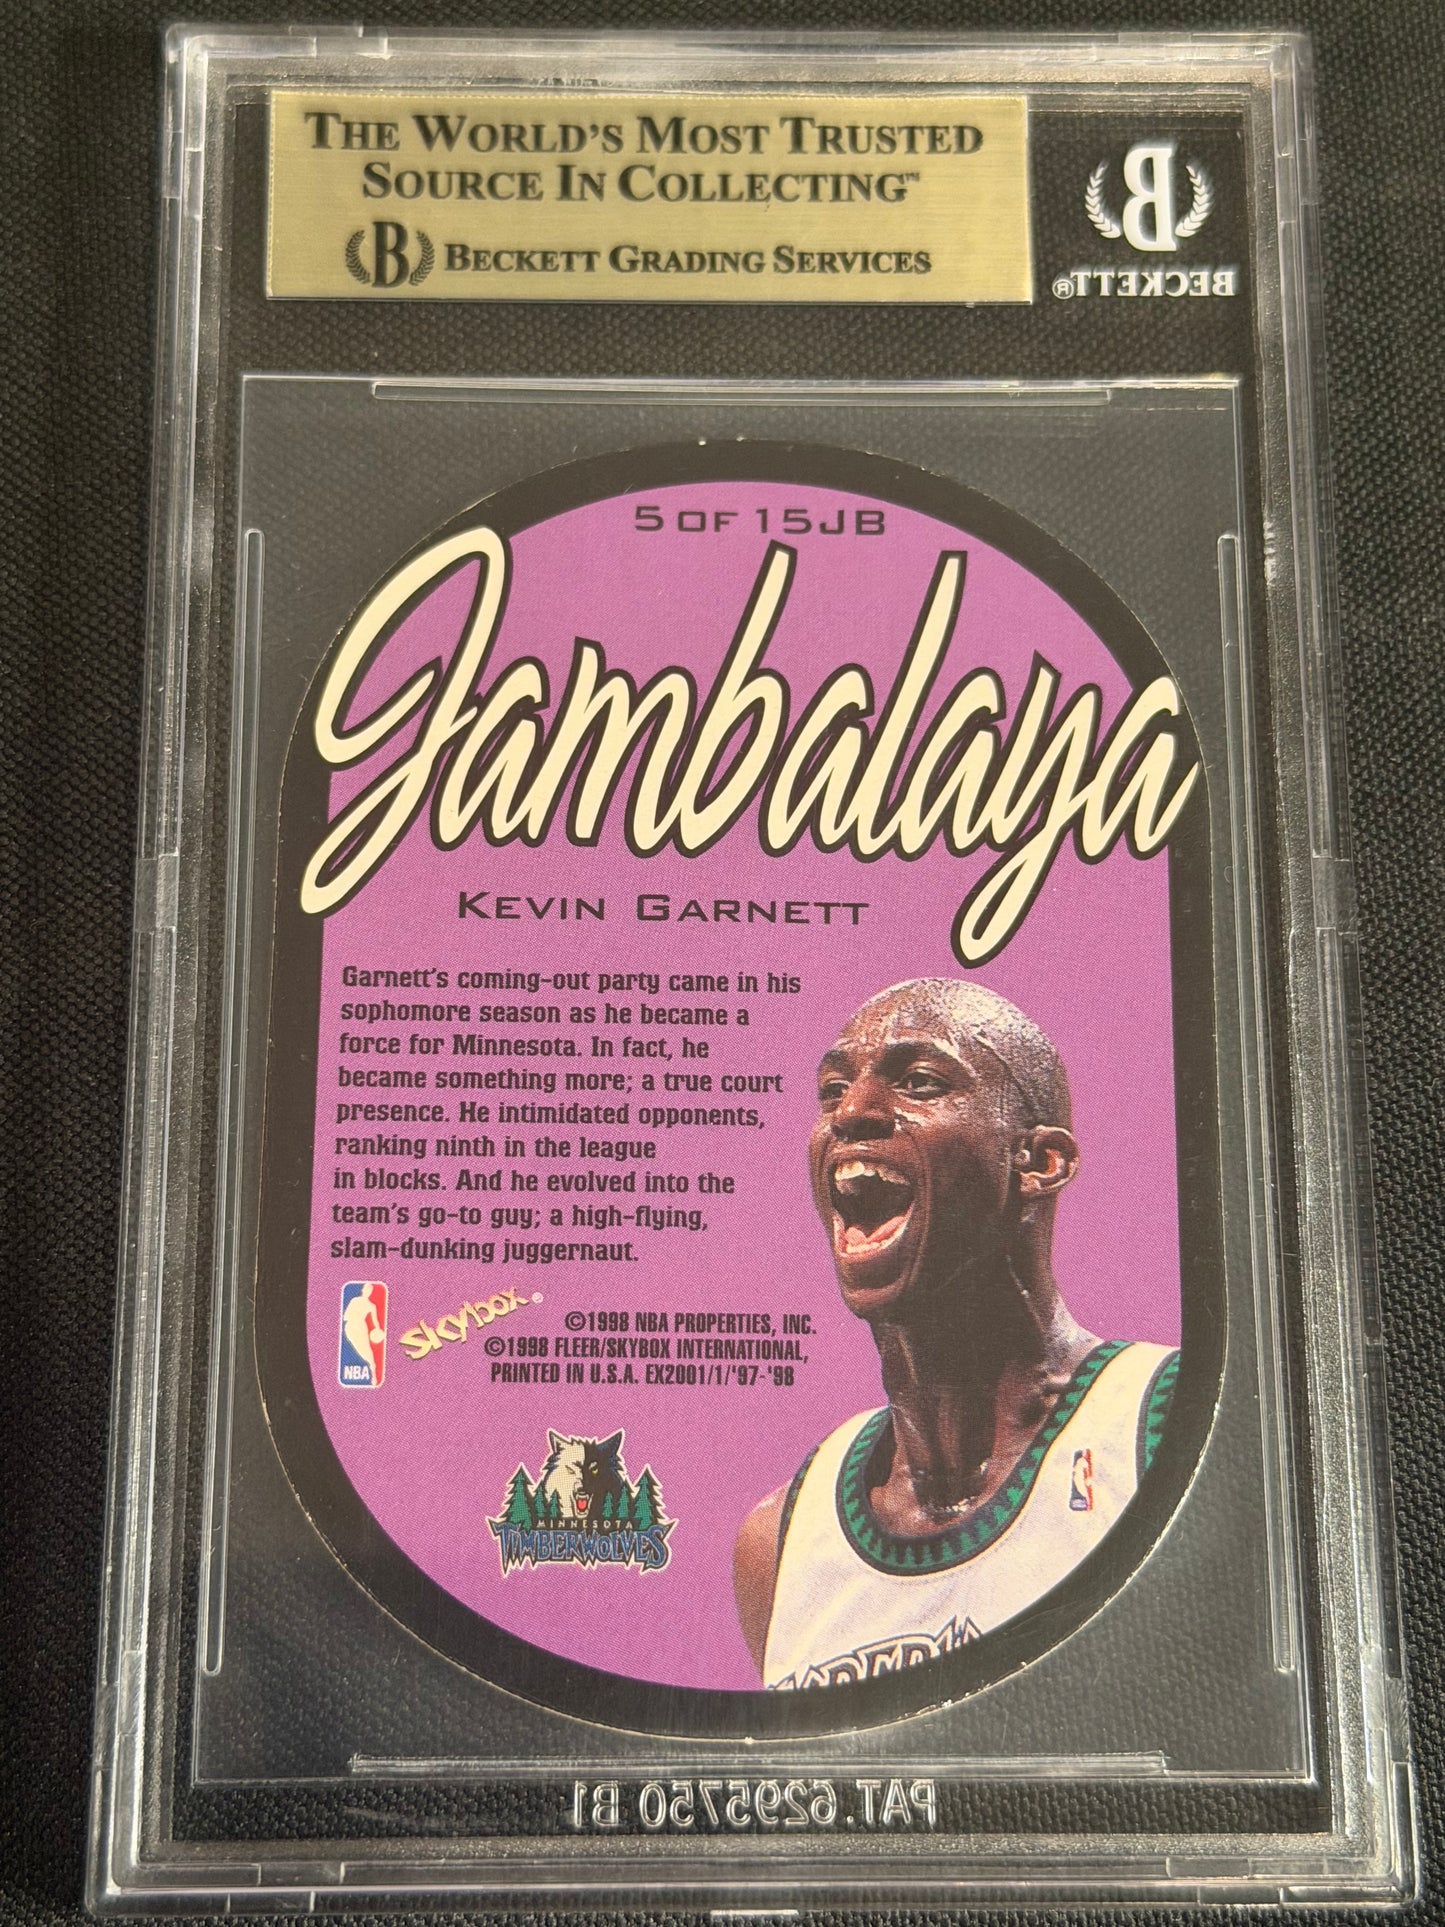 THE WORLD'S MOST TRUSTED
SOURCE IN COLLECTING™
B BECKETT GRADING SERVICES
B
BECKETT®
5 OF 15JB
Jambalaya
KEVIN GARNETT
Garnett's coming-out party came in his
sophomore season as he became a
force for Minnesota. In fact, he
became something more; a true court
presence. He intimidated opponents,
ranking ninth in the league
in blocks. And he evolved into the
team's go-to guy; a high-flying,
slam-dunking juggernaut.
NBA
Skybox®
©1998 NBA PROPERTIES, INC.
©1998 FLEER/SKYBOX INTERNATIONAL,
PRINTED IN U.S.A. EX2001/1/'97-'98
MINNESOTA
TIMBERWOLVES
PAT.6295750 B1